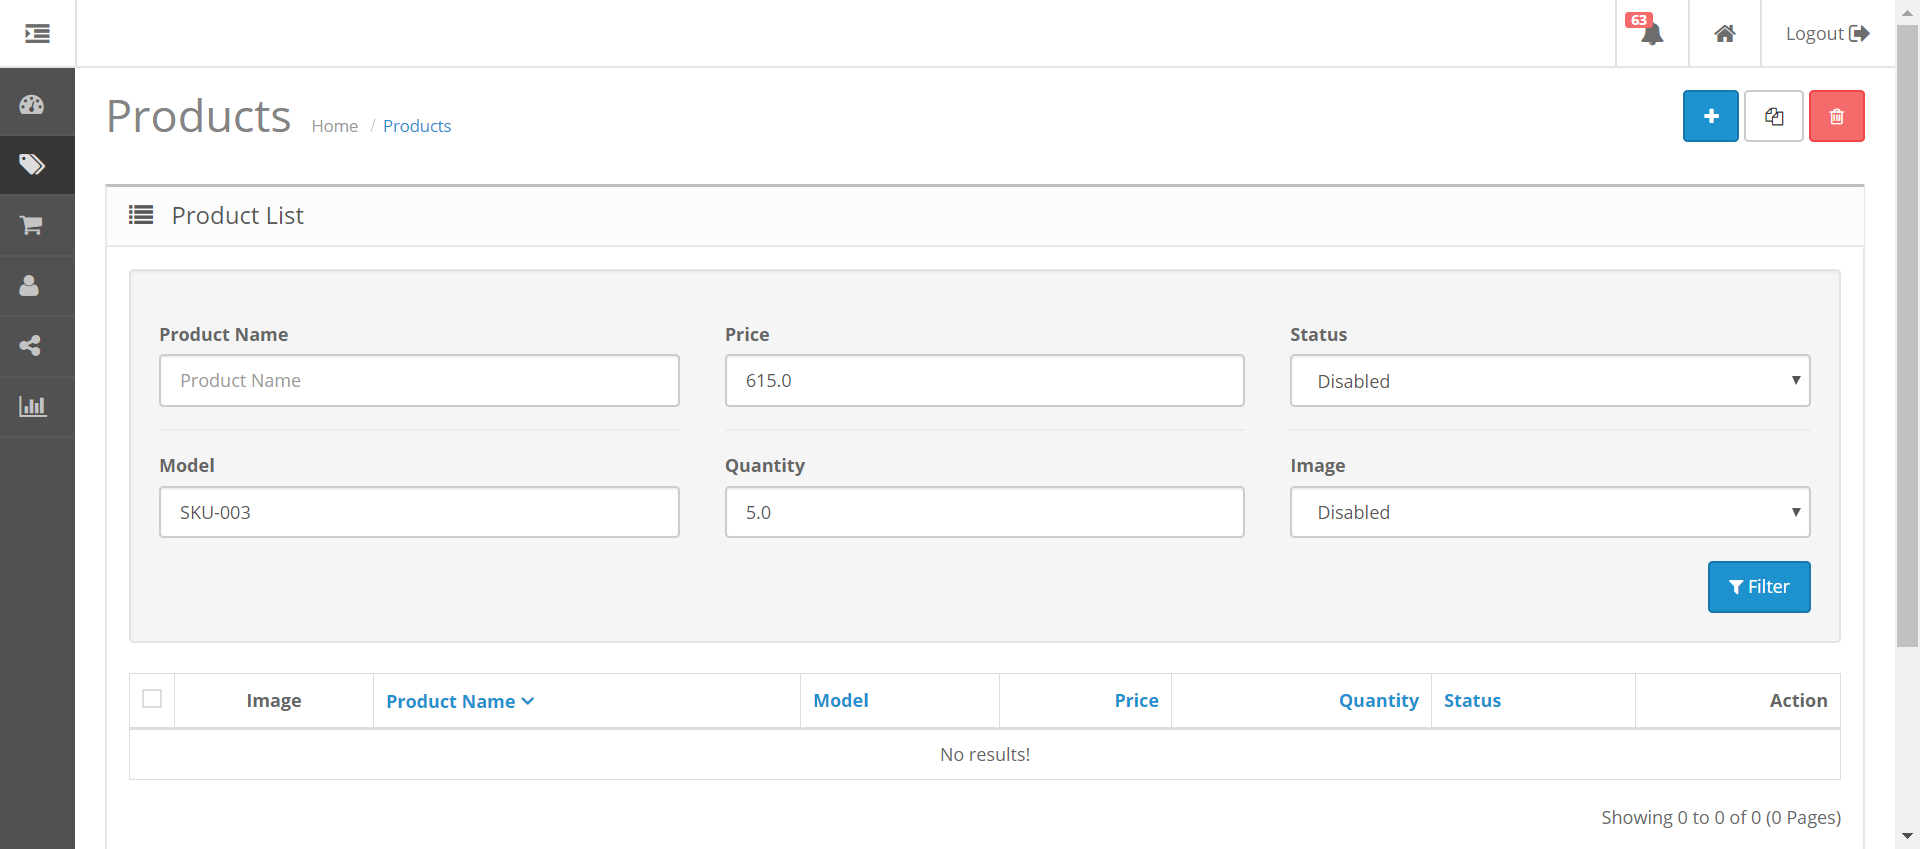 63
Logout
Products Home / Products
Product List
Product Name Price Status
Product Name 615.0 Disabled
Model Quantity Image
SKU-003 5.0 Disabled
Filter
Image Product Name Model Price Quantity Status Action
No results!
Showing 0 to 0 of 0 (0 Pages)